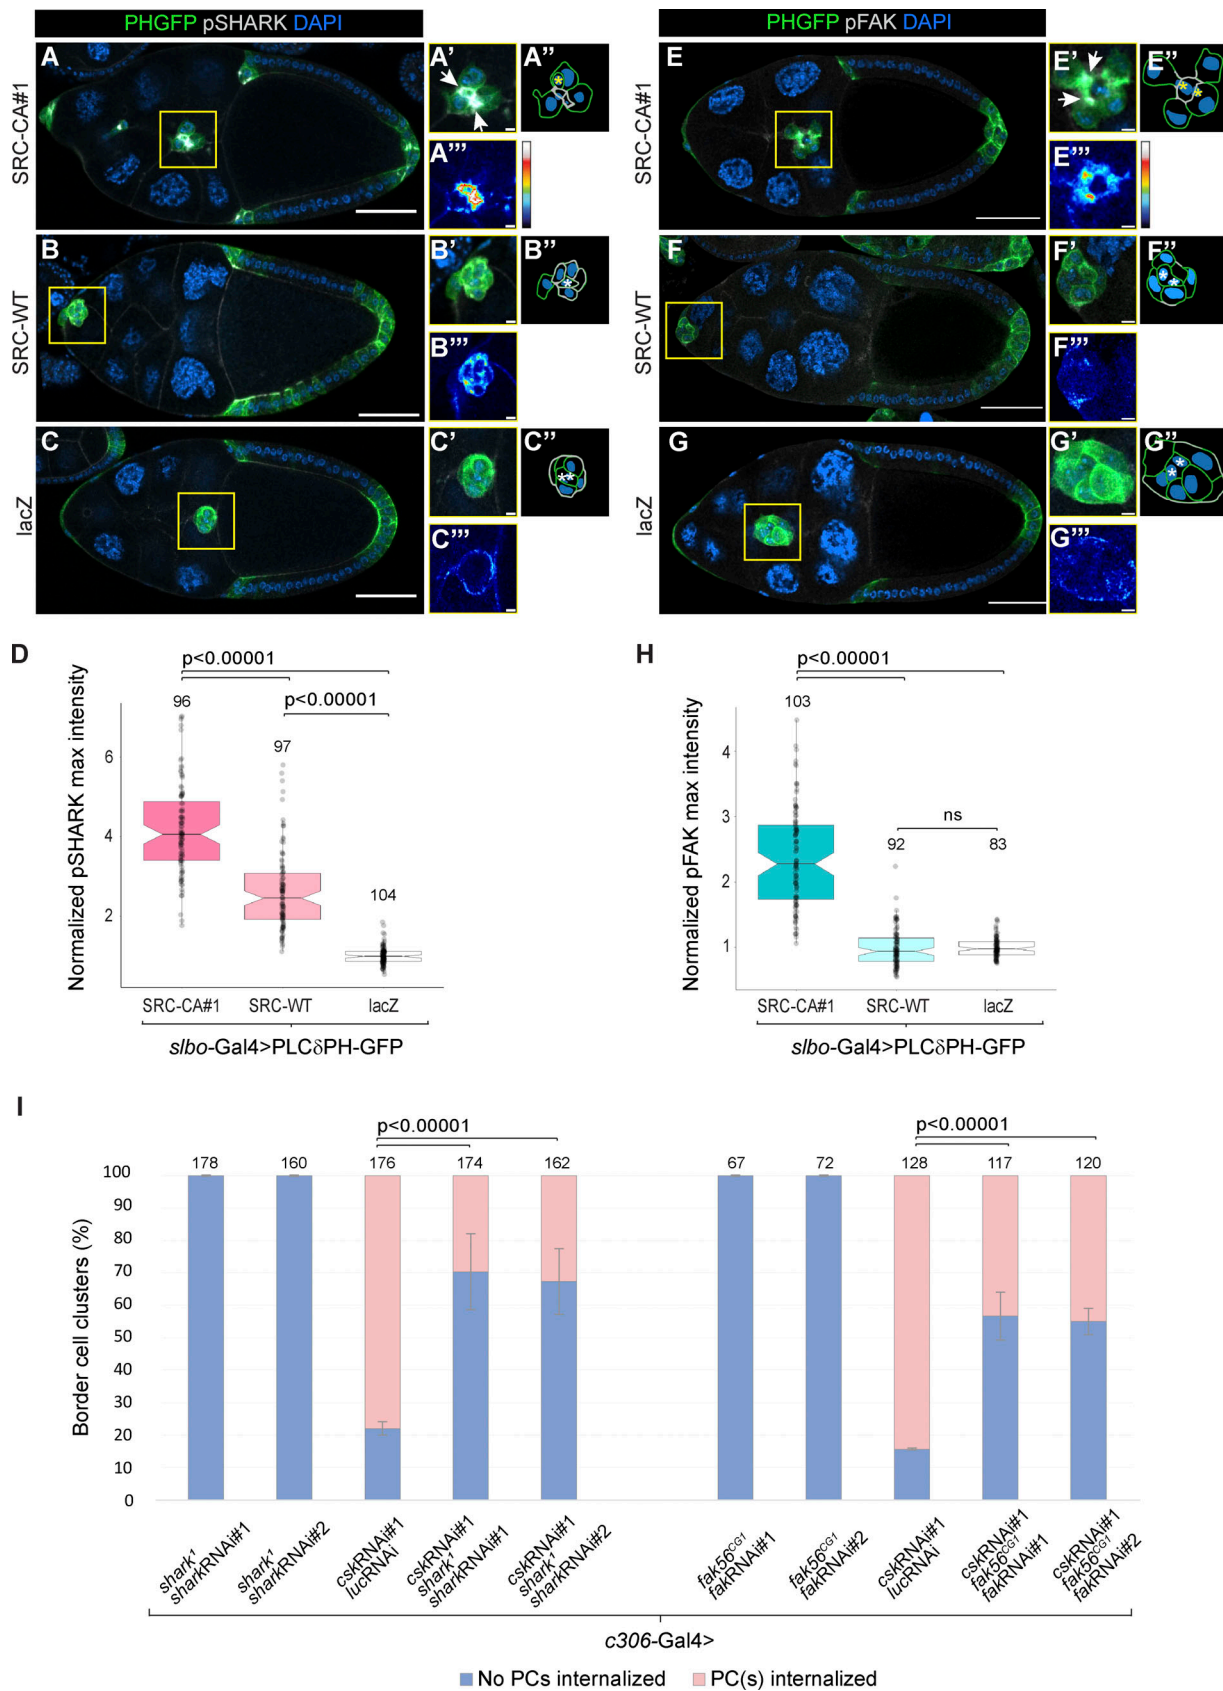 PHGFP pSHARK DAPI
PHGFP pFAK DAPI
SRC-CA#1
A
A’
A’’
A’’’
SRC-CA#1
E
E’
E’’
E’’’
SRC-WT
B
B’
B’’
B’’’
SRC-WT
F
F’
F’’
F’’’
lacZ
C
C’
C’’
C’’’
lacZ
G
G’
G’’
G’’’
D
Normalized pSHARK max intensity
p<0.00001
p<0.00001
96
97
104
6
4
2
SRC-CA#1 SRC-WT lacZ
slbo-Gal4>PLCδPH-GFP
H
Normalized pFAK max intensity
p<0.00001
103
ns
92
83
4
3
2
1
SRC-CA#1 SRC-WT lacZ
slbo-Gal4>PLCδPH-GFP
I
p<0.00001
p<0.00001
178 160 176 174 162 67 72 128 117 120
Border cell clusters (%)
100
90
80
70
60
50
40
30
20
10
0
shark¹
sharkRNAi#1
shark¹
sharkRNAi#2
cskRNAi#1
lucRNAi
cskRNAi#1
shark¹
sharkRNAi#1
cskRNAi#1
shark¹
sharkRNAi#2
fak56ᶜᴳ¹
fakRNAi#1
fak56ᶜᴳ¹
fakRNAi#2
cskRNAi#1
lucRNAi
cskRNAi#1
fak56ᶜᴳ¹
fakRNAi#1
cskRNAi#1
fak56ᶜᴳ¹
fakRNAi#2
c306-Gal4>
No PCs internalized PC(s) internalized